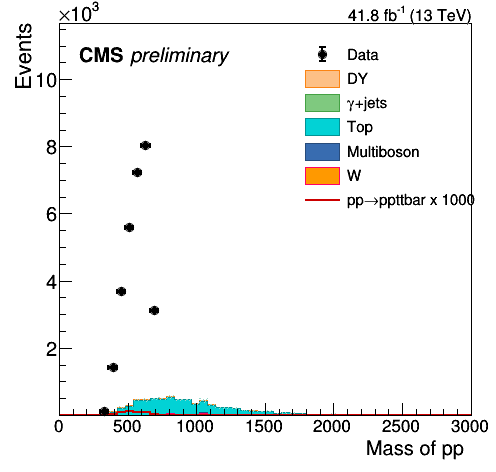 ×10³
41.8 fb⁻¹ (13 TeV)
Events
CMS preliminary
Data
DY
γ+jets
Top
Multiboson
W
pp→ppttbar x 1000
10
8
6
4
2
0 500 1000 1500 2000 2500 3000
Mass of pp